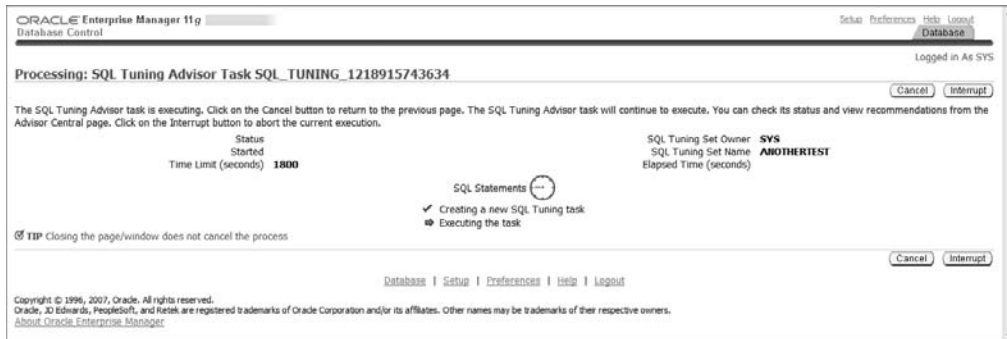 ORACLE Enterprise Manager 11g
Database Control
Setup Preferences Help Logout
Database
Logged in As SYS
Processing: SQL Tuning Advisor Task SQL_TUNING_1218915743634
Cancel Interrupt
The SQL Tuning Advisor task is executing. Click on the Cancel button to return to the previous page. The SQL Tuning Advisor task will continue to execute. You can check its status and view recommendations from the
Advisor Central page. Click on the Interrupt button to abort the current execution.
Status
Started
Time Limit (seconds) 1800
SQL Tuning Set Owner SYS
SQL Tuning Set Name ANOTHERTEST
Elapsed Time (seconds)
SQL Statements
Creating a new SQL Tuning task
Executing the task
TIP Closing the page/window does not cancel the process
Cancel Interrupt
Database | Setup | Preferences | Help | Logout
Copyright © 1996, 2007, Oracle. All rights reserved.
Oracle, JD Edwards, PeopleSoft, and Retek are registered trademarks of Oracle Corporation and/or its affiliates. Other names may be trademarks of their respective owners.
About Oracle Enterprise Manager